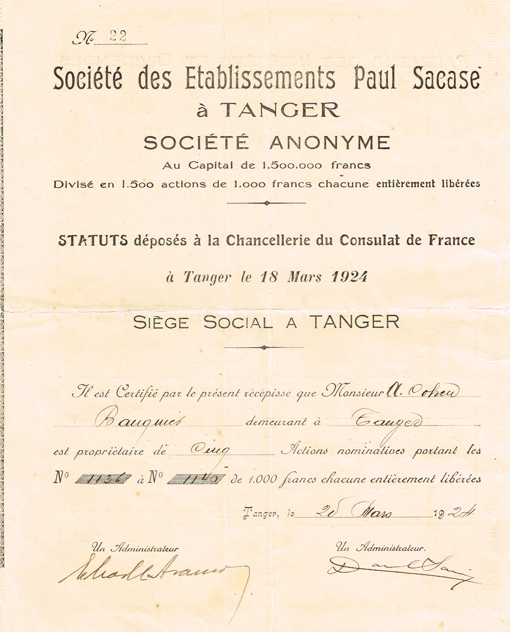 No 22
Société des Etablissements Paul Sacase
à TANGER
SOCIÉTÉ ANONYME
Au Capital de 1,500.000 francs
Divisé en 1.500 actions de 1.000 francs chacune entièrement libérées
STATUTS déposés à la Chancellerie du Consulat de France
à Tanger le 18 Mars 1924
SIÈGE SOCIAL A TANGER
Il est Certifié par le présent récépissé que Monsieur A. Cohen
demeurant à Tanger
est propriétaire de Cinq Actions nominatives portant les
No à No de 1.000 francs chacune entièrement libérées
Tanger, le Mars 1924
Un Administrateur
Un Administrateur.